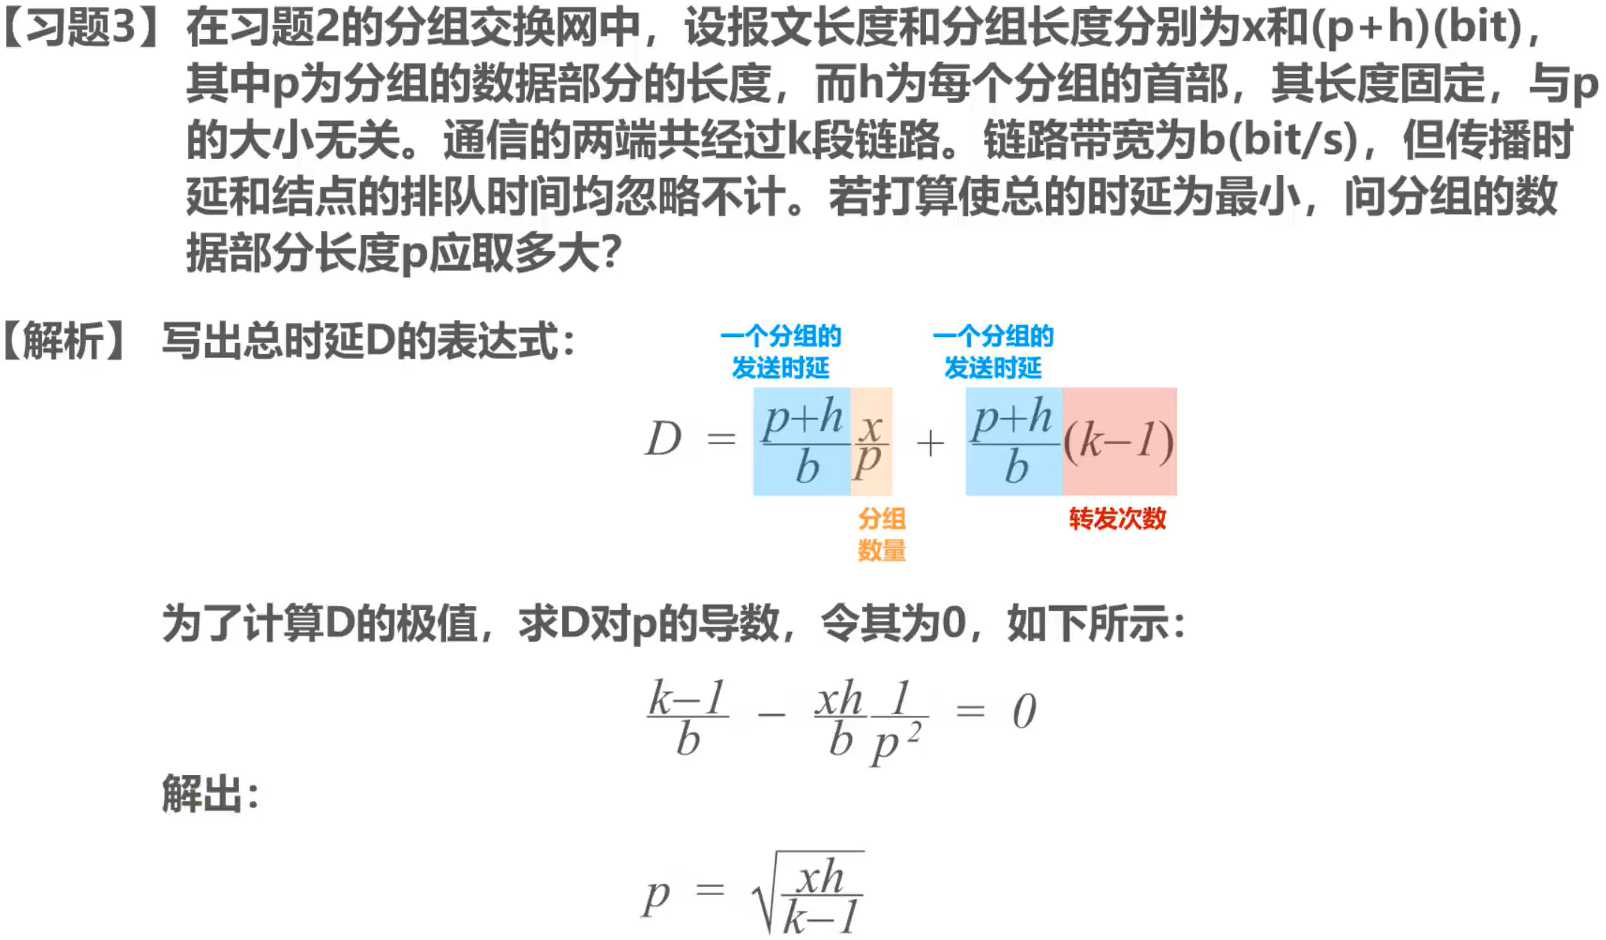 【习题3】在习题2的分组交换网中，设报文长度和分组长度分别为x和(p+h)(bit)，
其中p为分组的数据部分的长度，而h为每个分组的首部，其长度固定，与p
的大小无关。通信的两端共经过k段链路。链路带宽为b(bit/s)，但传播时
延和结点的排队时间均忽略不计。若打算使总的时延为最小，问分组的数
据部分长度p应取多大？
【解析】 写出总时延D的表达式：
一个分组的 一个分组的
发送时延 发送时延
D = \frac{p+h}{b}\frac{x}{p} + \frac{p+h}{b}(k-1)
分组 转发次数
数量
为了计算D的极值，求D对p的导数，令其为0，如下所示：
\frac{k-1}{b} - \frac{xh}{b}\frac{1}{p^2} = 0
解出：
p = \sqrt{\frac{xh}{k-1}}